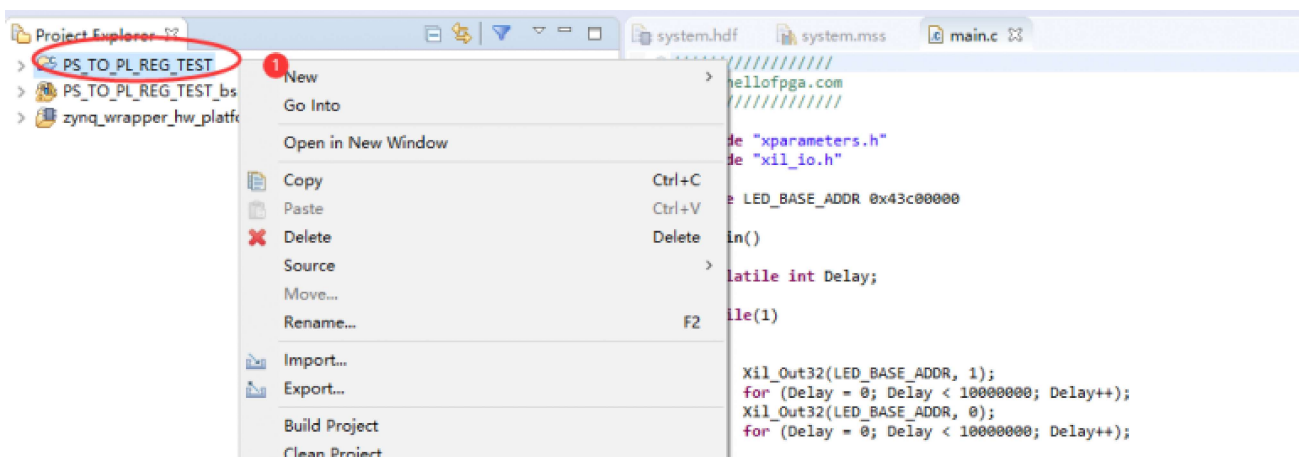 Project Explorer
system.hdf
system.mss
main.c
PS_TO_PL_REG_TEST
PS_TO_PL_REG_TEST_bs
zynq_wrapper_hw_platfo
1
New
Go Into
Open in New Window
Copy Ctrl+C
Paste Ctrl+V
Delete Delete
Source
Move...
Rename... F2
Import...
Export...
Build Project
Clean Project
//////////////////
hellofpga.com
/////////////
de "xparameters.h"
de "xil_io.h"
e LED_BASE_ADDR 0x43c00000
in()
latile int Delay;
ile(1)
Xil_Out32(LED_BASE_ADDR, 1);
for (Delay = 0; Delay < 10000000; Delay++);
Xil_Out32(LED_BASE_ADDR, 0);
for (Delay = 0; Delay < 10000000; Delay++);